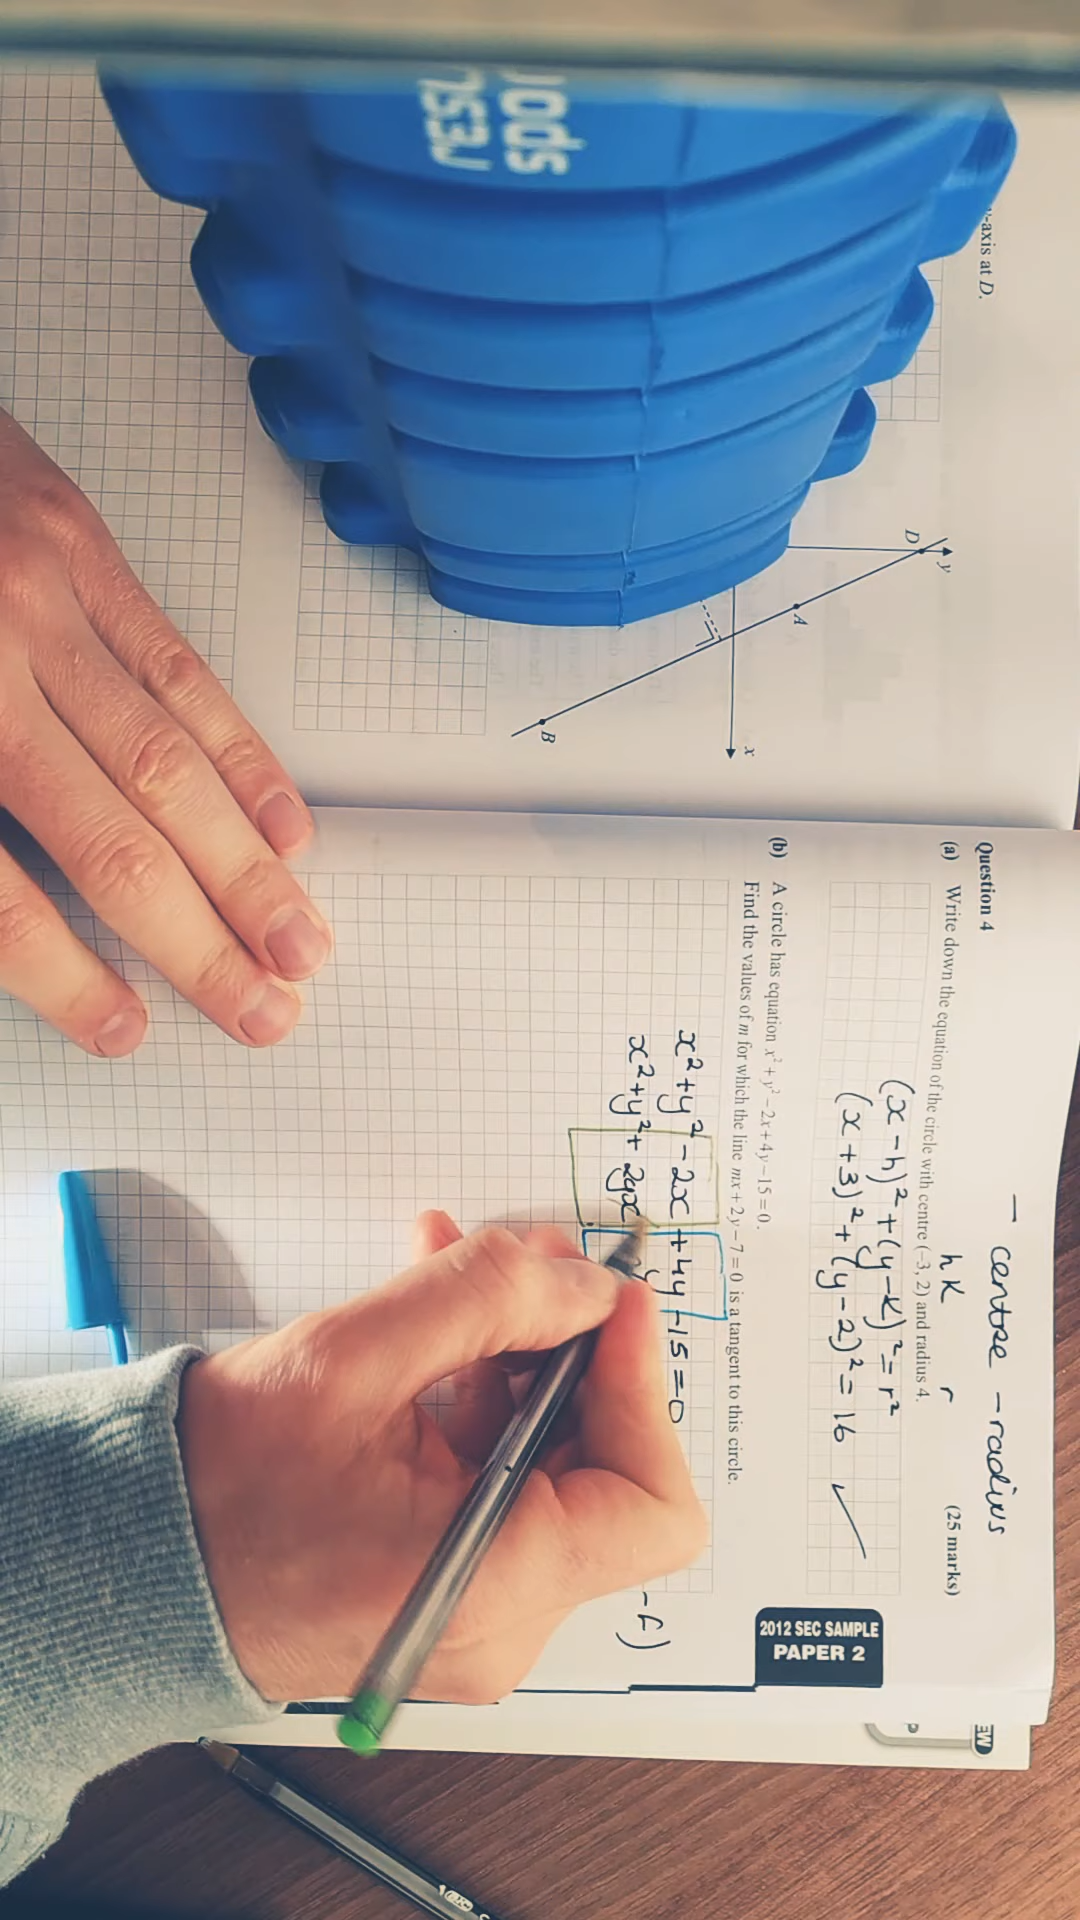 y-axis at D.
D
y
A
x
B
— centre - radius
Question 4
(25 marks)
(a) Write down the equation of the circle with centre (−3, 2) and radius 4.
h k r
(x - h)² + (y - k)² = r²
(x + 3)² + (y - 2)² = 16 ✓
(b) A circle has equation x² + y² − 2x + 4y − 15 = 0.
Find the values of m for which the line mx + 2y − 7 = 0 is a tangent to this circle.
x² + y² - 2x + 4y - 15 = 0
x² + y² + 2gx
y
- f)
2012 SEC SAMPLE
PAPER 2